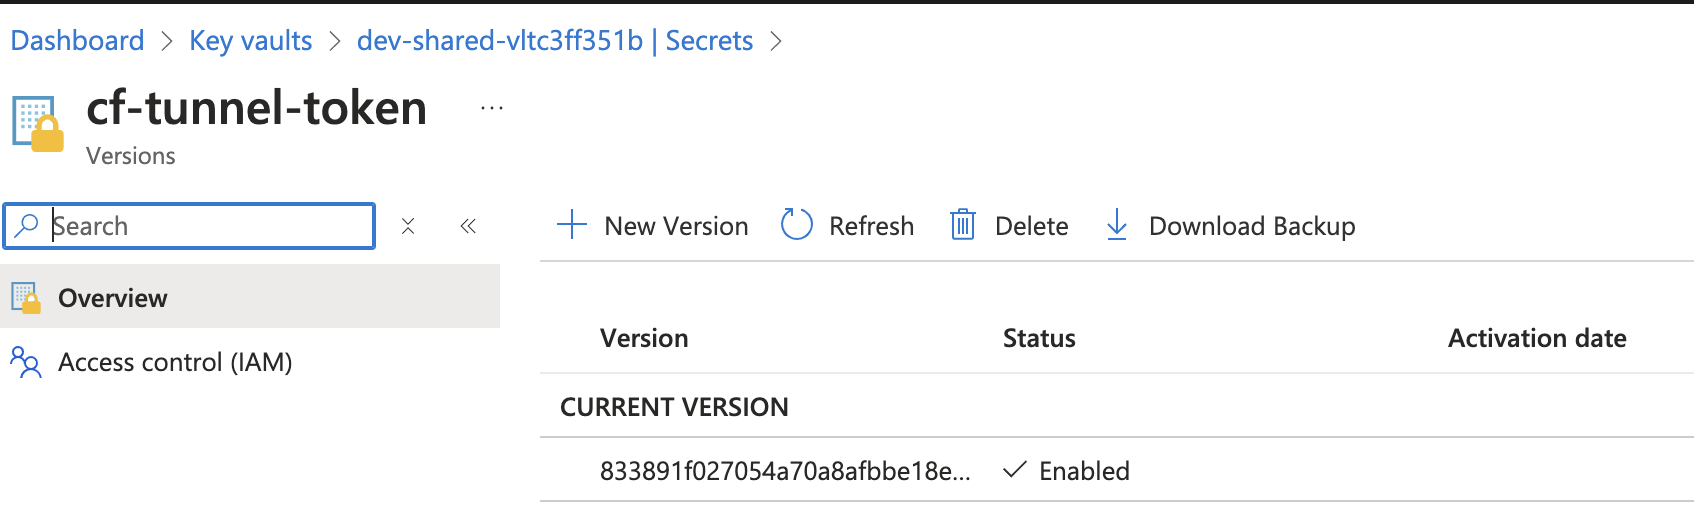 Dashboard > Key vaults > dev-shared-vltc3ff351b | Secrets >
cf-tunnel-token ...
Versions
Search
New Version Refresh Delete Download Backup
Overview
Access control (IAM)
Version Status Activation date
CURRENT VERSION
833891f027054a70a8afbbe18e... Enabled